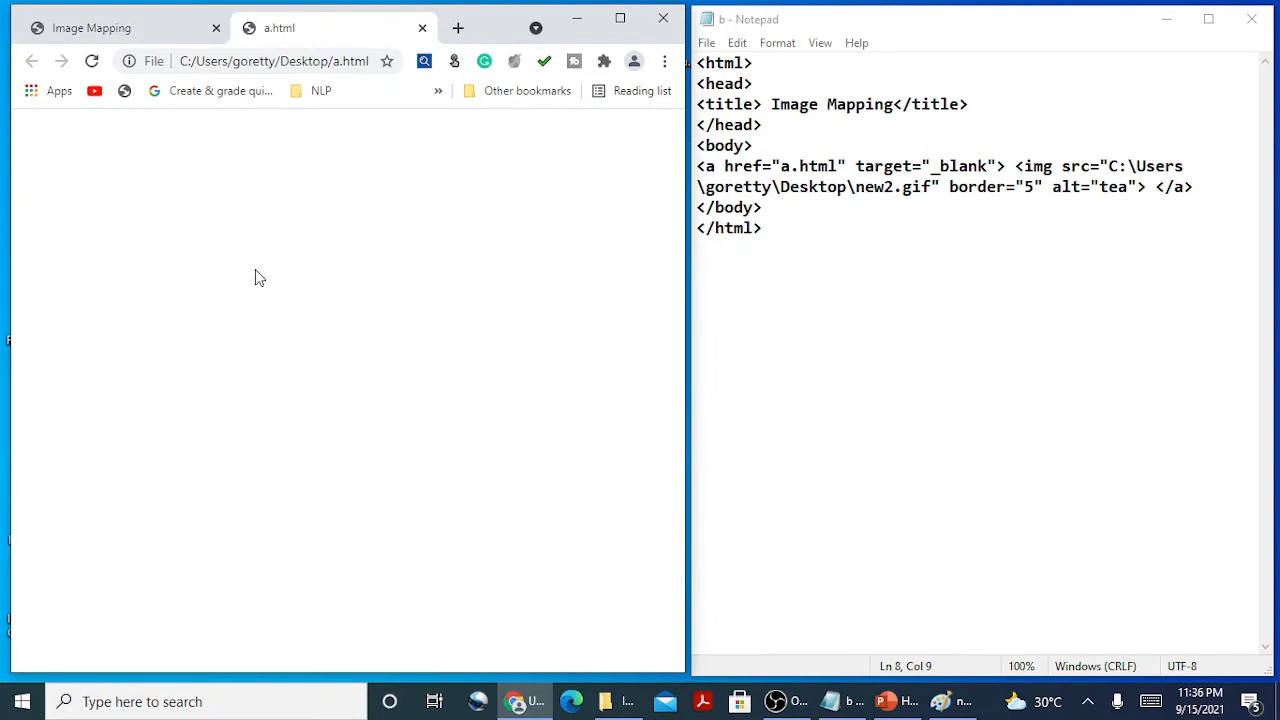 Image Mapping
a.html
File
C:/Users/goretty/Desktop/a.html
Apps
Create & grade qui...
NLP
»
Other bookmarks
Reading list
b - Notepad
File Edit Format View Help
<html>
<head>
<title> Image Mapping</title>
</head>
<body>
<a href="a.html" target="_blank"> <img src="C:\Users
\goretty\Desktop\new2.gif" border="5" alt="tea"> </a>
</body>
</html>
Ln 8, Col 9
100%
Windows (CRLF)
UTF-8
Type here to search
U...
I...
O...
b ...
H...
n...
30°C
11:36 PM
9/15/2021
5